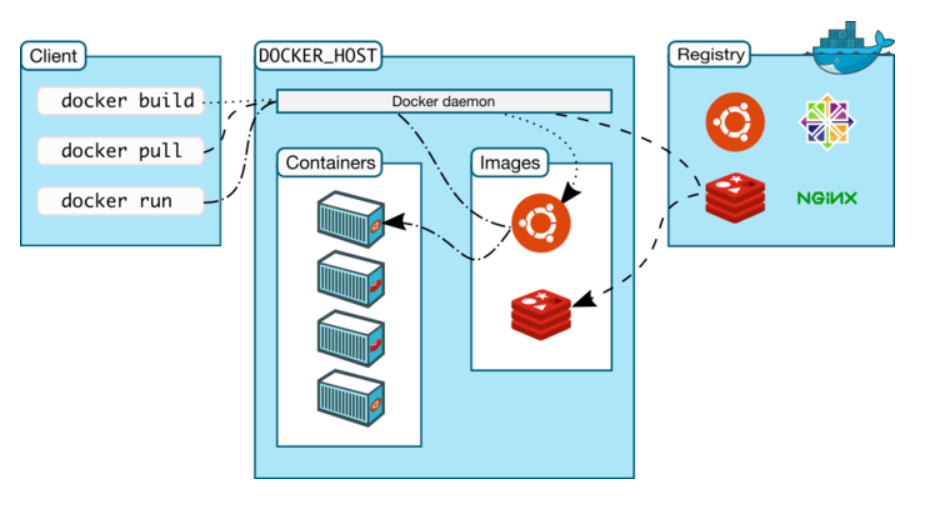 Client
docker build
docker pull
docker run
DOCKER_HOST
Docker daemon
Containers
Images
Registry
NGINX